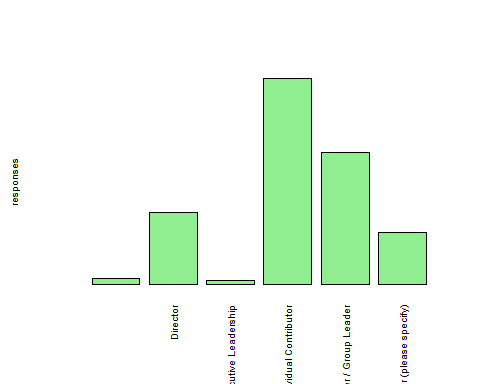 responses
Director
cutive Leadership
vidual Contributor
r / Group Leader
r (please specify)